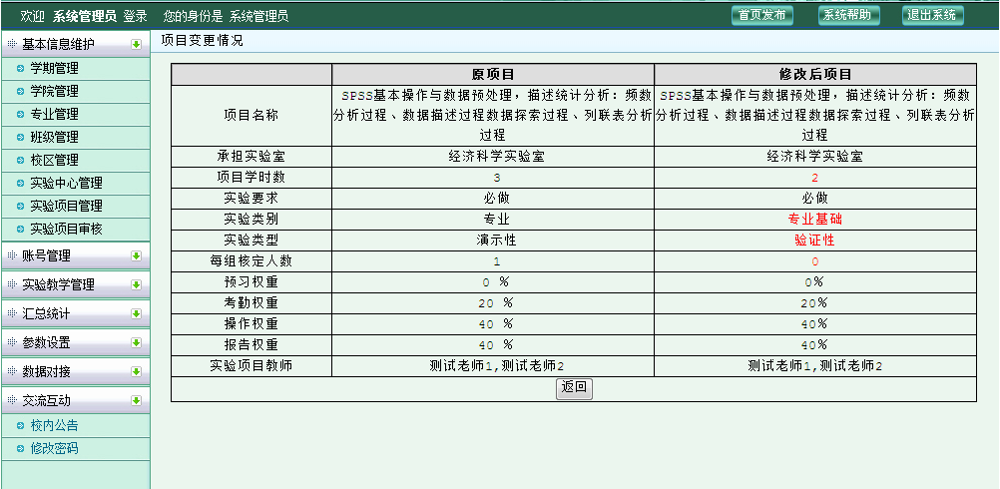 欢迎 系统管理员 登录 您的身份是 系统管理员 首页发布 系统帮助 退出系统
基本信息维护
学期管理
学院管理
专业管理
班级管理
校区管理
实验中心管理
实验项目管理
实验项目审核
账号管理
实验教学管理
汇总统计
参数设置
数据对接
交流互动
校内公告
修改密码
项目变更情况
原项目 修改后项目
项目名称
SPSS基本操作与数据预处理，描述统计分析：频数
分析过程、数据描述过程数据探索过程、列联表分析
过程
SPSS基本操作与数据预处理，描述统计分析：频数
分析过程、数据描述过程数据探索过程、列联表分析
过程
承担实验室 经济科学实验室 经济科学实验室
项目学时数 3 2
实验要求 必做 必做
实验类别 专业 专业基础
实验类型 演示性 验证性
每组核定人数 1 0
预习权重 0 % 0%
考勤权重 20 % 20%
操作权重 40 % 40%
报告权重 40 % 40%
实验项目教师 测试老师1,测试老师2 测试老师1,测试老师2
返回